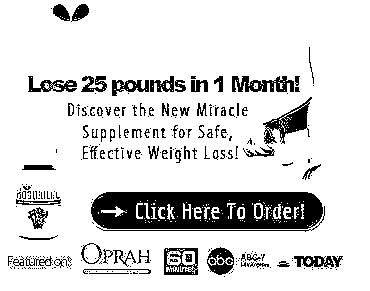 Lose 25 pounds in 1 Month!
Discover the New Miracle
Supplement for Safe,
Effective Weight Loss!
Click Here To Order!
Featured on: OPRAH 60 MINUTES abc TODAY